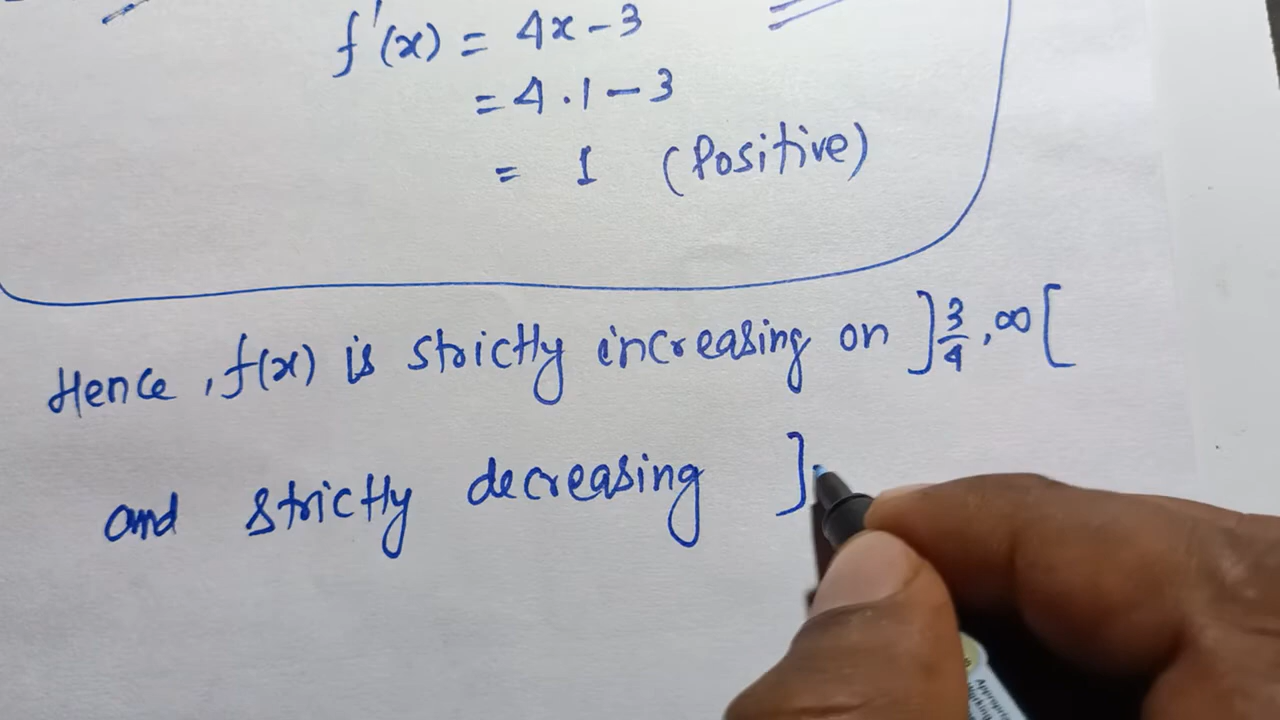 f'(x) = 4x - 3
= 4 . 1 - 3
= 1 (Positive)
Hence, f(x) is strictly increasing on ]3/4, ∞[
and strictly decreasing ]